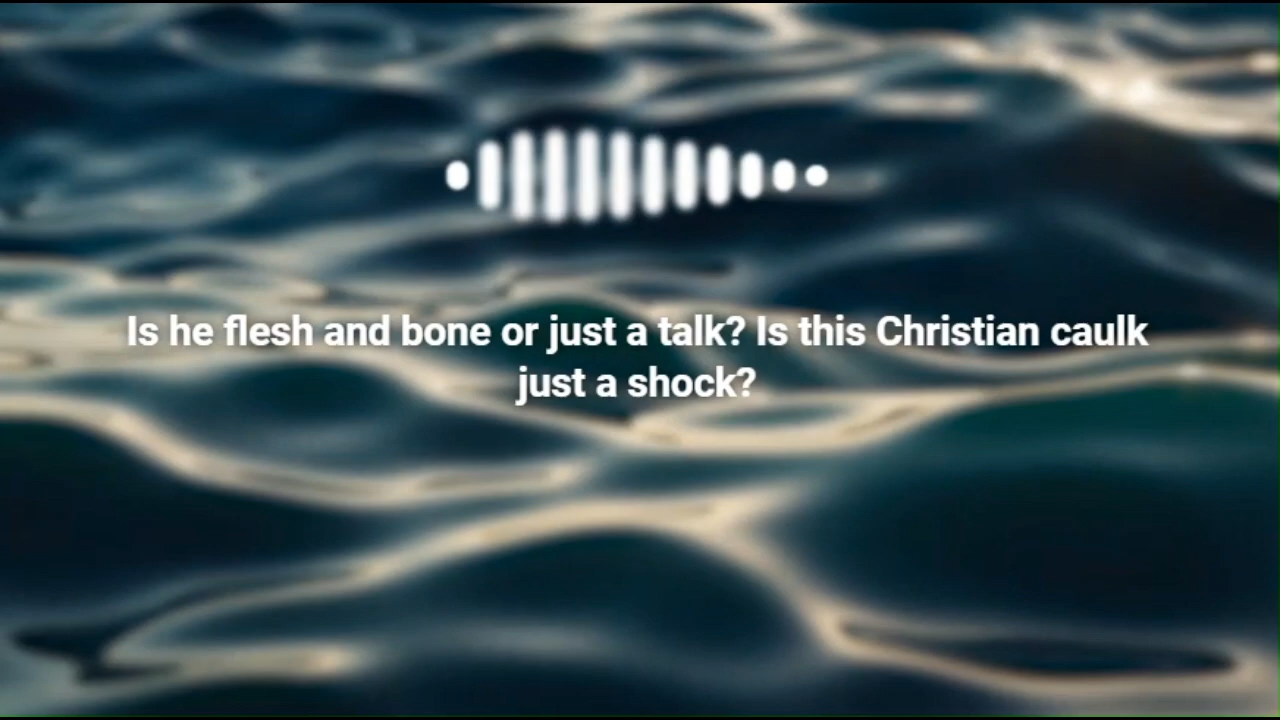 Is he flesh and bone or just a talk? Is this Christian caulk
just a shock?